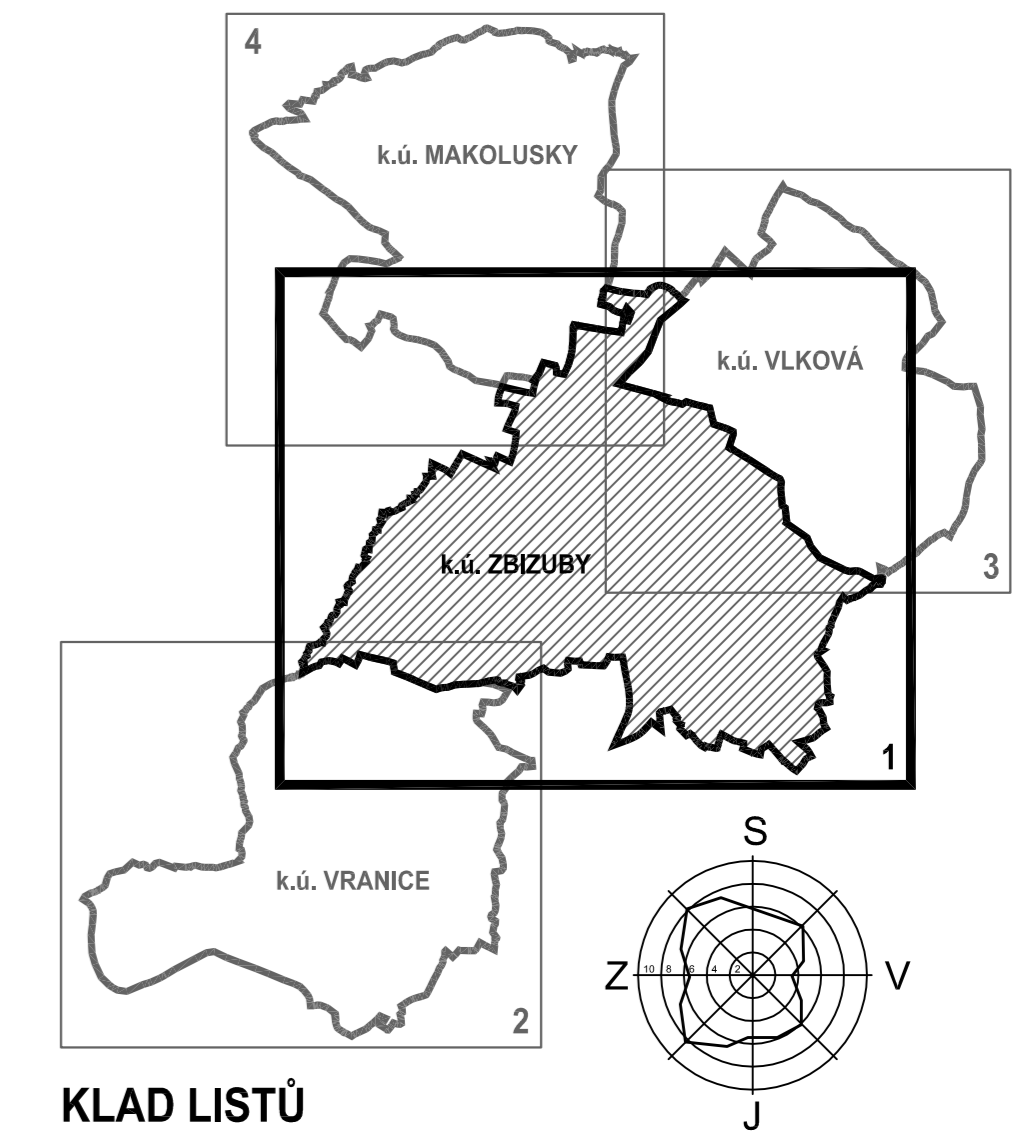 4
k.ú. MAKOLUSKY
k.ú. VLKOVÁ
k.ú. ZBIZUBY
3
1
S
k.ú. VRANICE
Z 10 8 6 4 2 V
2
KLAD LISTŮ
J